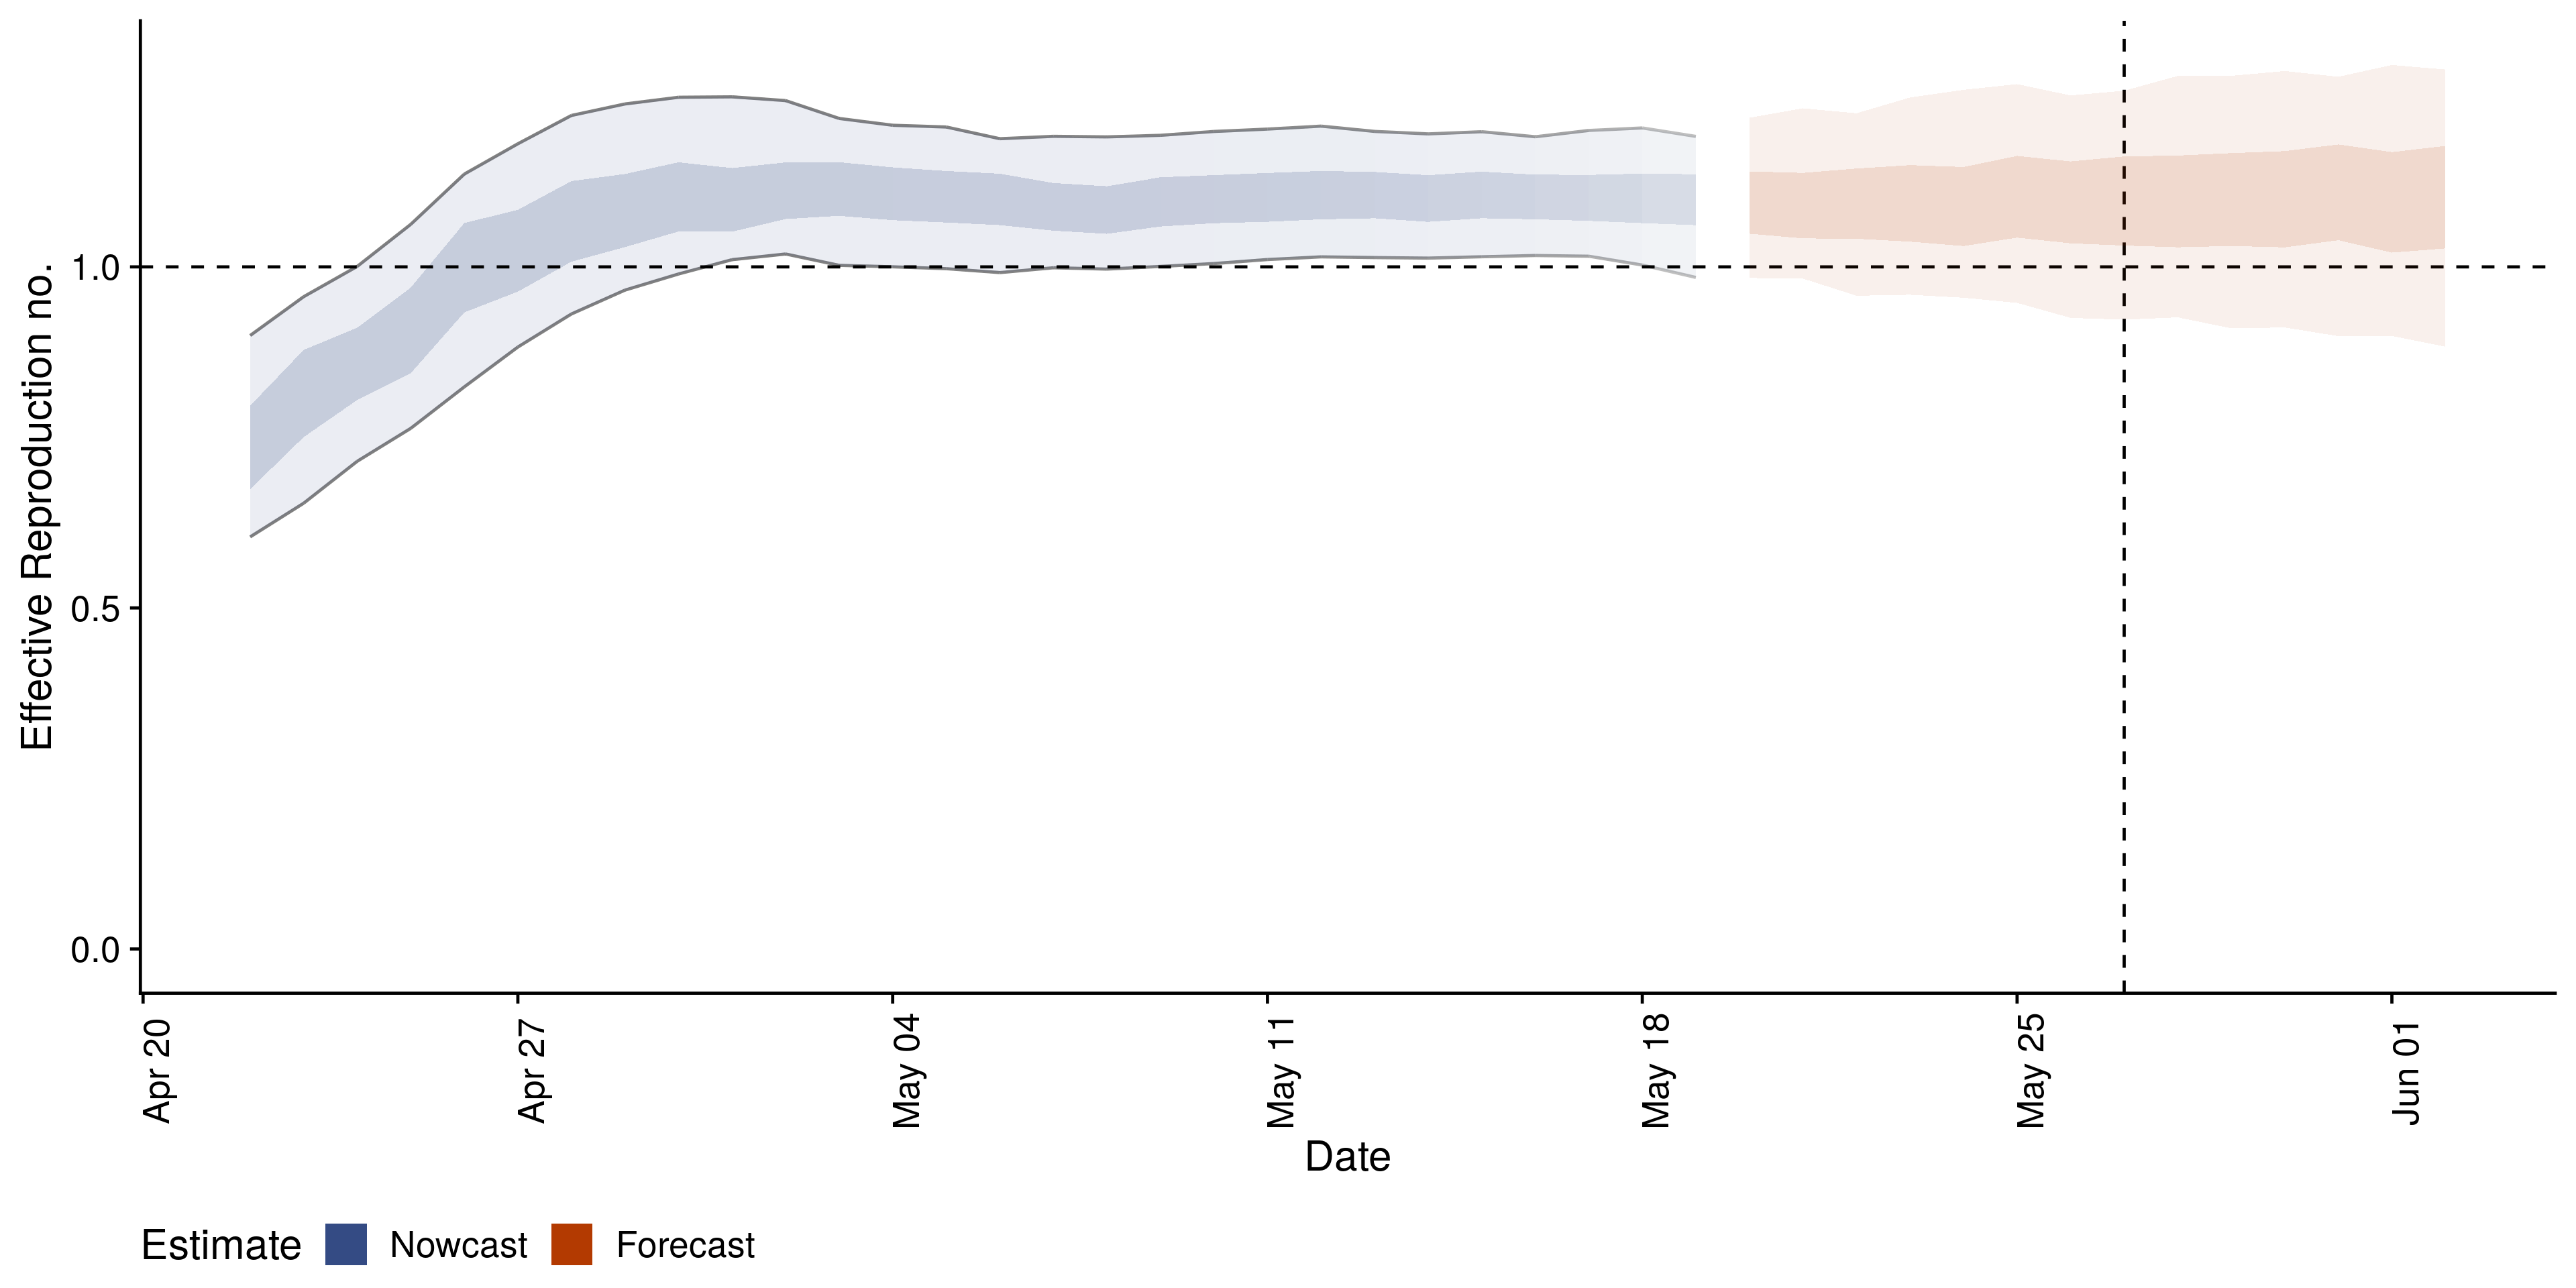 Effective Reproduction no.
1.0
0.5
0.0
Apr 20
Apr 27
May 04
May 11
May 18
May 25
Jun 01
Date
Estimate Nowcast Forecast